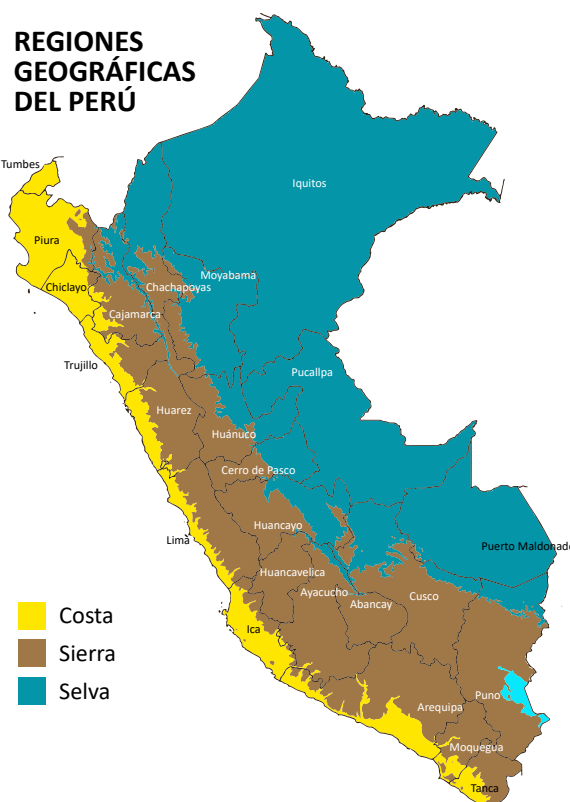 REGIONES
GEOGRÁFICAS
DEL PERÚ
Tumbes
Iquitos
Piura
Moyabama
Chiclayo
Chachapoyas
Cajamarca
Trujillo
Pucallpa
Huarez
Huánuco
Cerro de Pasco
Huancayo
Lima
Puerto Maldonado
Huancavelica
Ayacucho
Abancay
Cusco
Costa
Ica
Sierra
Selva
Puno
Arequipa
Moquegua
Tanca